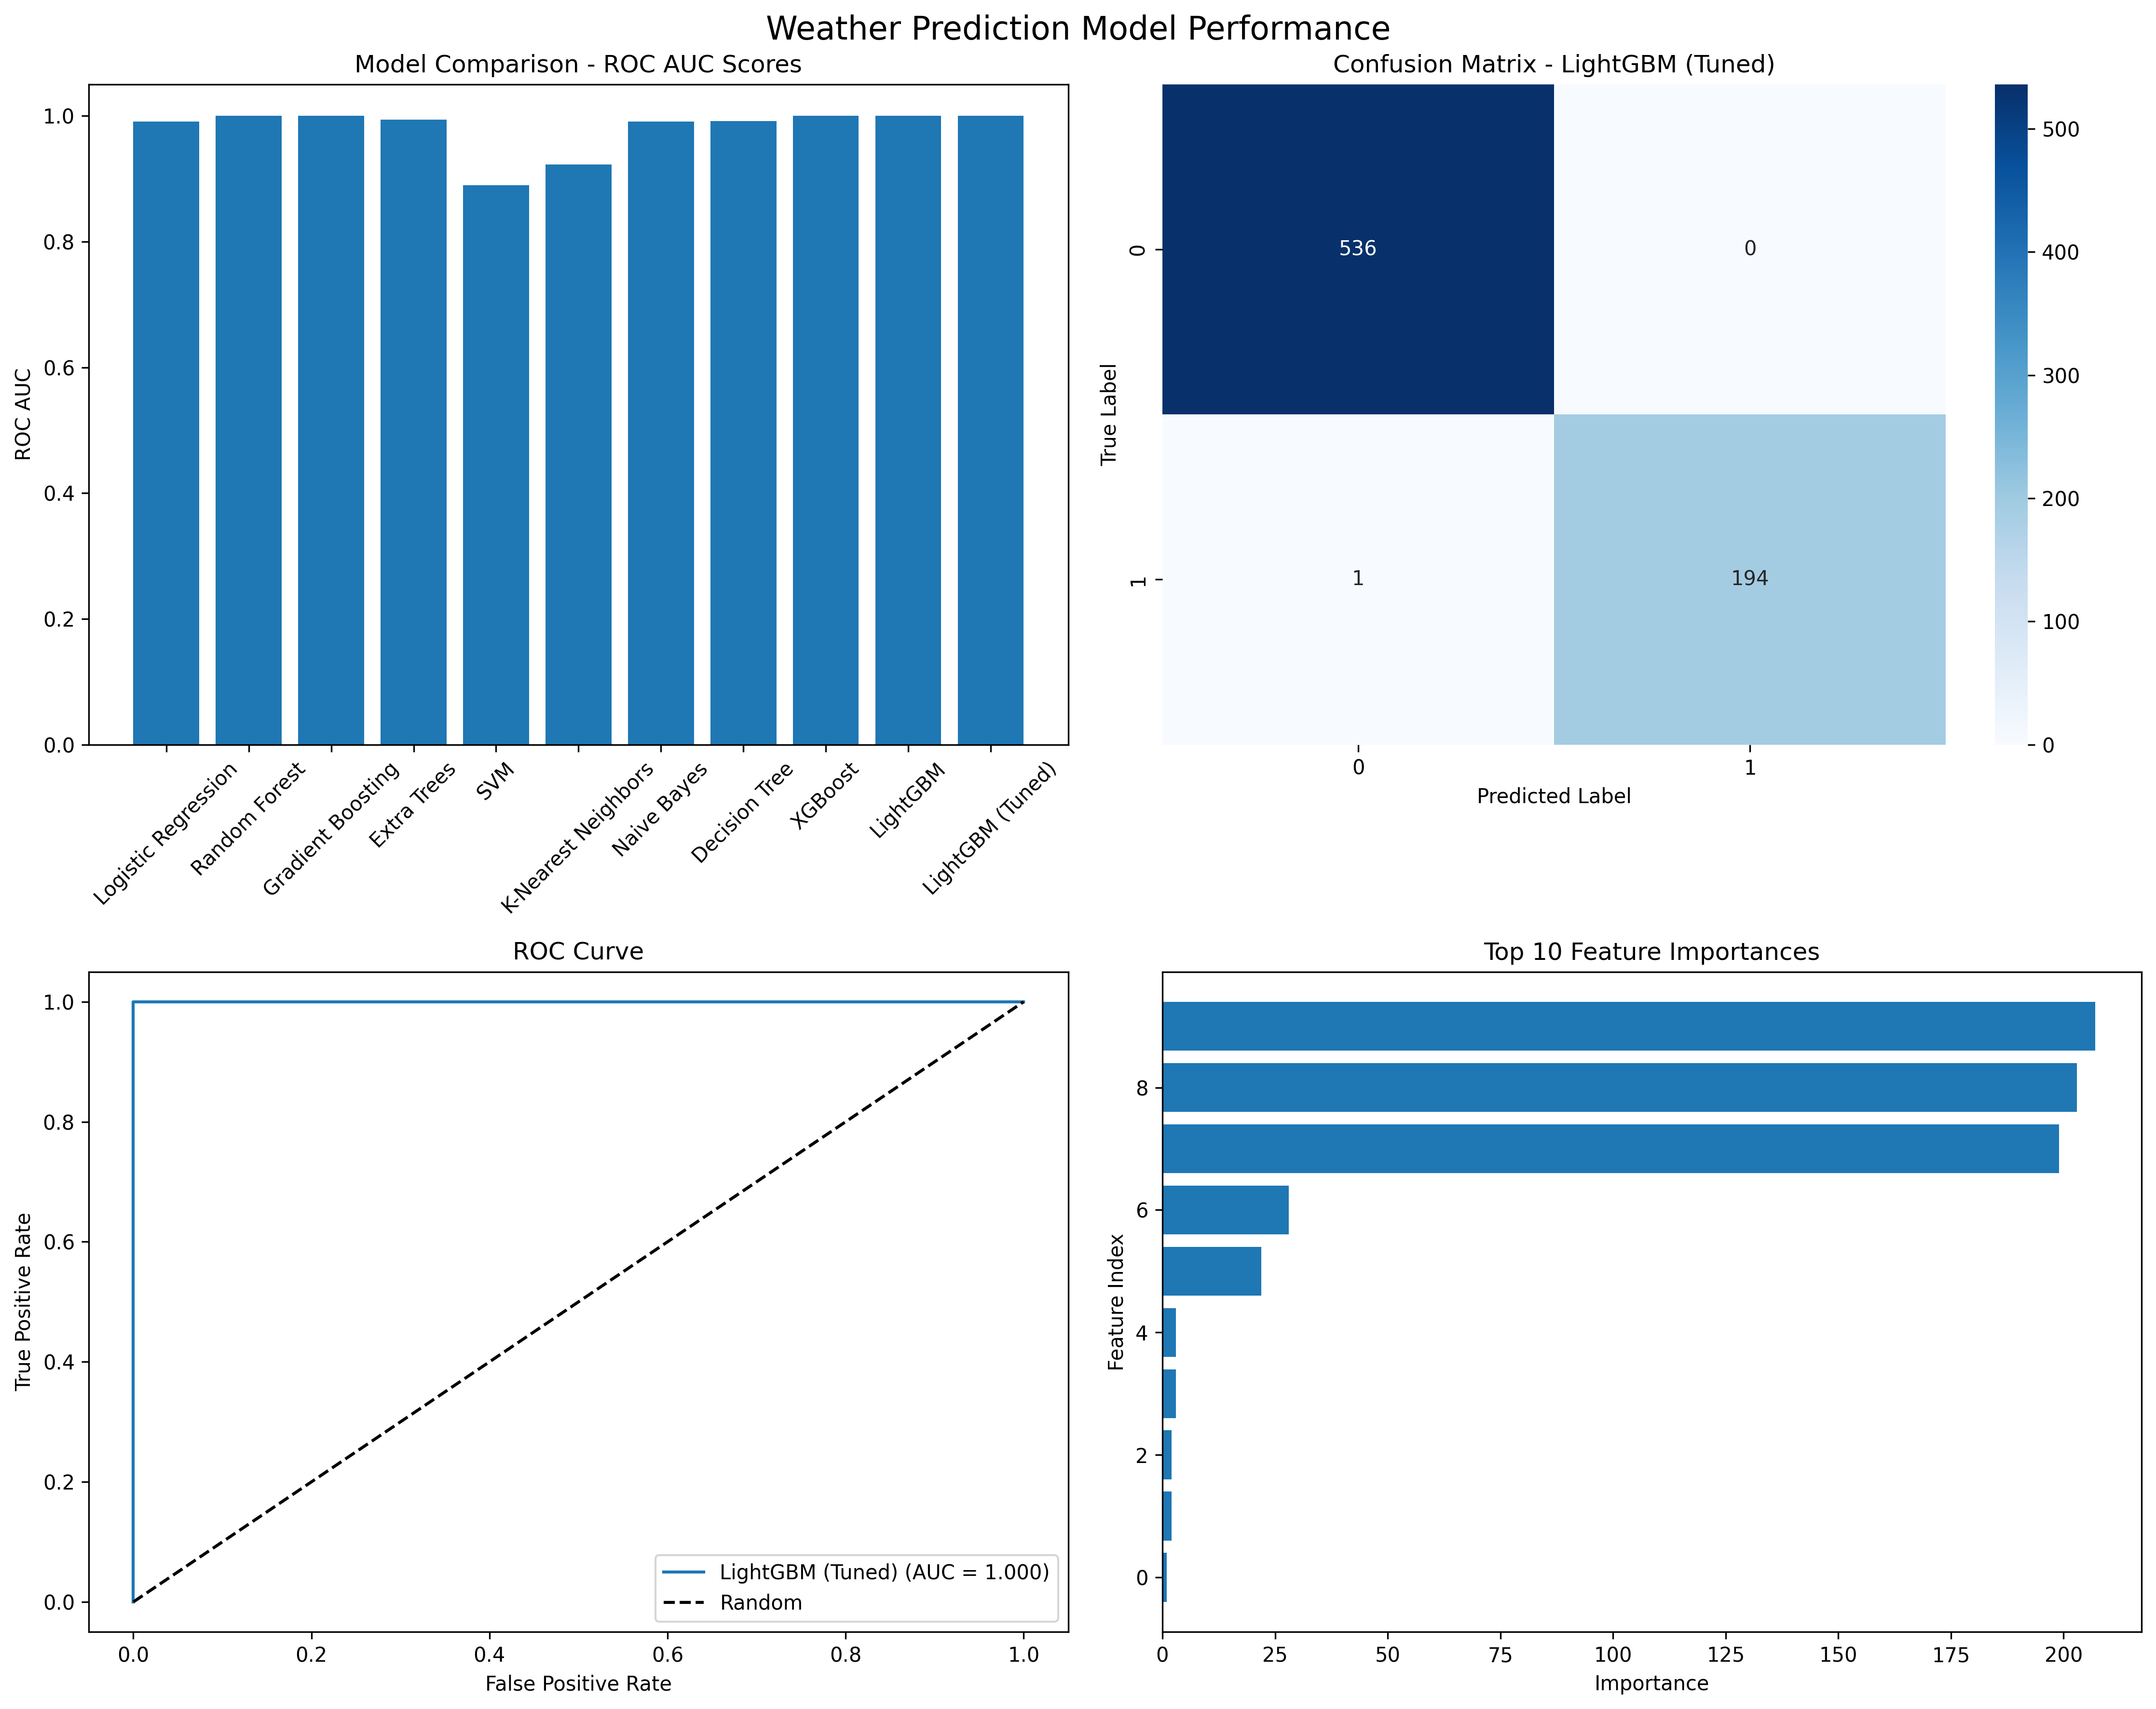 Weather Prediction Model Performance
Model Comparison - ROC AUC Scores
ROC AUC
1.0
0.8
0.6
0.4
0.2
0.0
Logistic Regression
Random Forest
Gradient Boosting
Extra Trees
SVM
K-Nearest Neighbors
Naive Bayes
Decision Tree
XGBoost
LightGBM
LightGBM (Tuned)
Confusion Matrix - LightGBM (Tuned)
True Label
0
1
536
0
1
194
0
1
Predicted Label
500
400
300
200
100
0
ROC Curve
True Positive Rate
1.0
0.8
0.6
0.4
0.2
0.0
LightGBM (Tuned) (AUC = 1.000)
Random
0.0
0.2
0.4
0.6
0.8
1.0
False Positive Rate
Top 10 Feature Importances
Feature Index
8
6
4
2
0
0
25
50
75
100
125
150
175
200
Importance